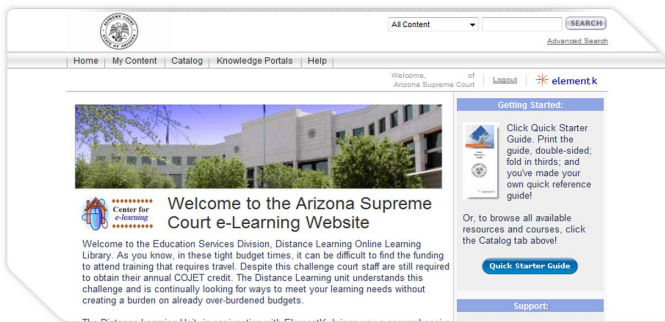 SUPREME COURT
STATE OF ARIZONA
All Content
SEARCH
Advanced Search
Home | My Content | Catalog | Knowledge Portals | Help |
Welcome, of
Arizona Supreme Court
Logout
element k
Getting Started:
Click Quick Starter
Guide. Print the
guide, double-sided;
fold in thirds; and
you've made your
own quick reference
guide!
Or, to browse all available
resources and courses, click
the Catalog tab above!
Quick Starter Guide
Support:
Center for
e-learning
Welcome to the Arizona Supreme
Court e-Learning Website
Welcome to the Education Services Division, Distance Learning Online Learning
Library. As you know, in these tight budget times, it can be difficult to find the funding
to attend training that requires travel. Despite this challenge court staff are still required
to obtain their annual COJET credit. The Distance Learning unit understands this
challenge and is continually looking for ways to meet your learning needs without
creating a burden on already over-burdened budgets.